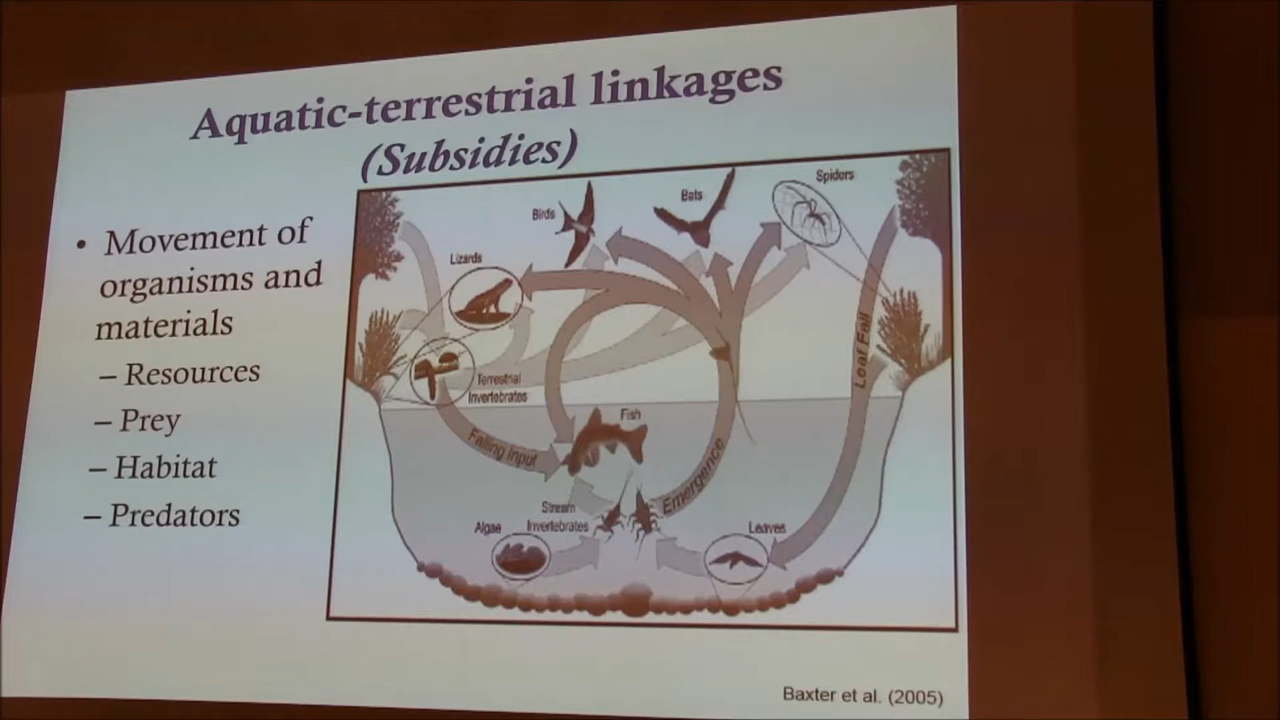 Aquatic-terrestrial linkages
(Subsidies)
• Movement of
organisms and
materials
– Resources
– Prey
– Habitat
– Predators
Birds
Bats
Spiders
Lizards
Terrestrial
Invertebrates
Leaf Fall
Fish
Falling Input
Emergence
Stream
Invertebrates
Algae
Leaves
Baxter et al. (2005)